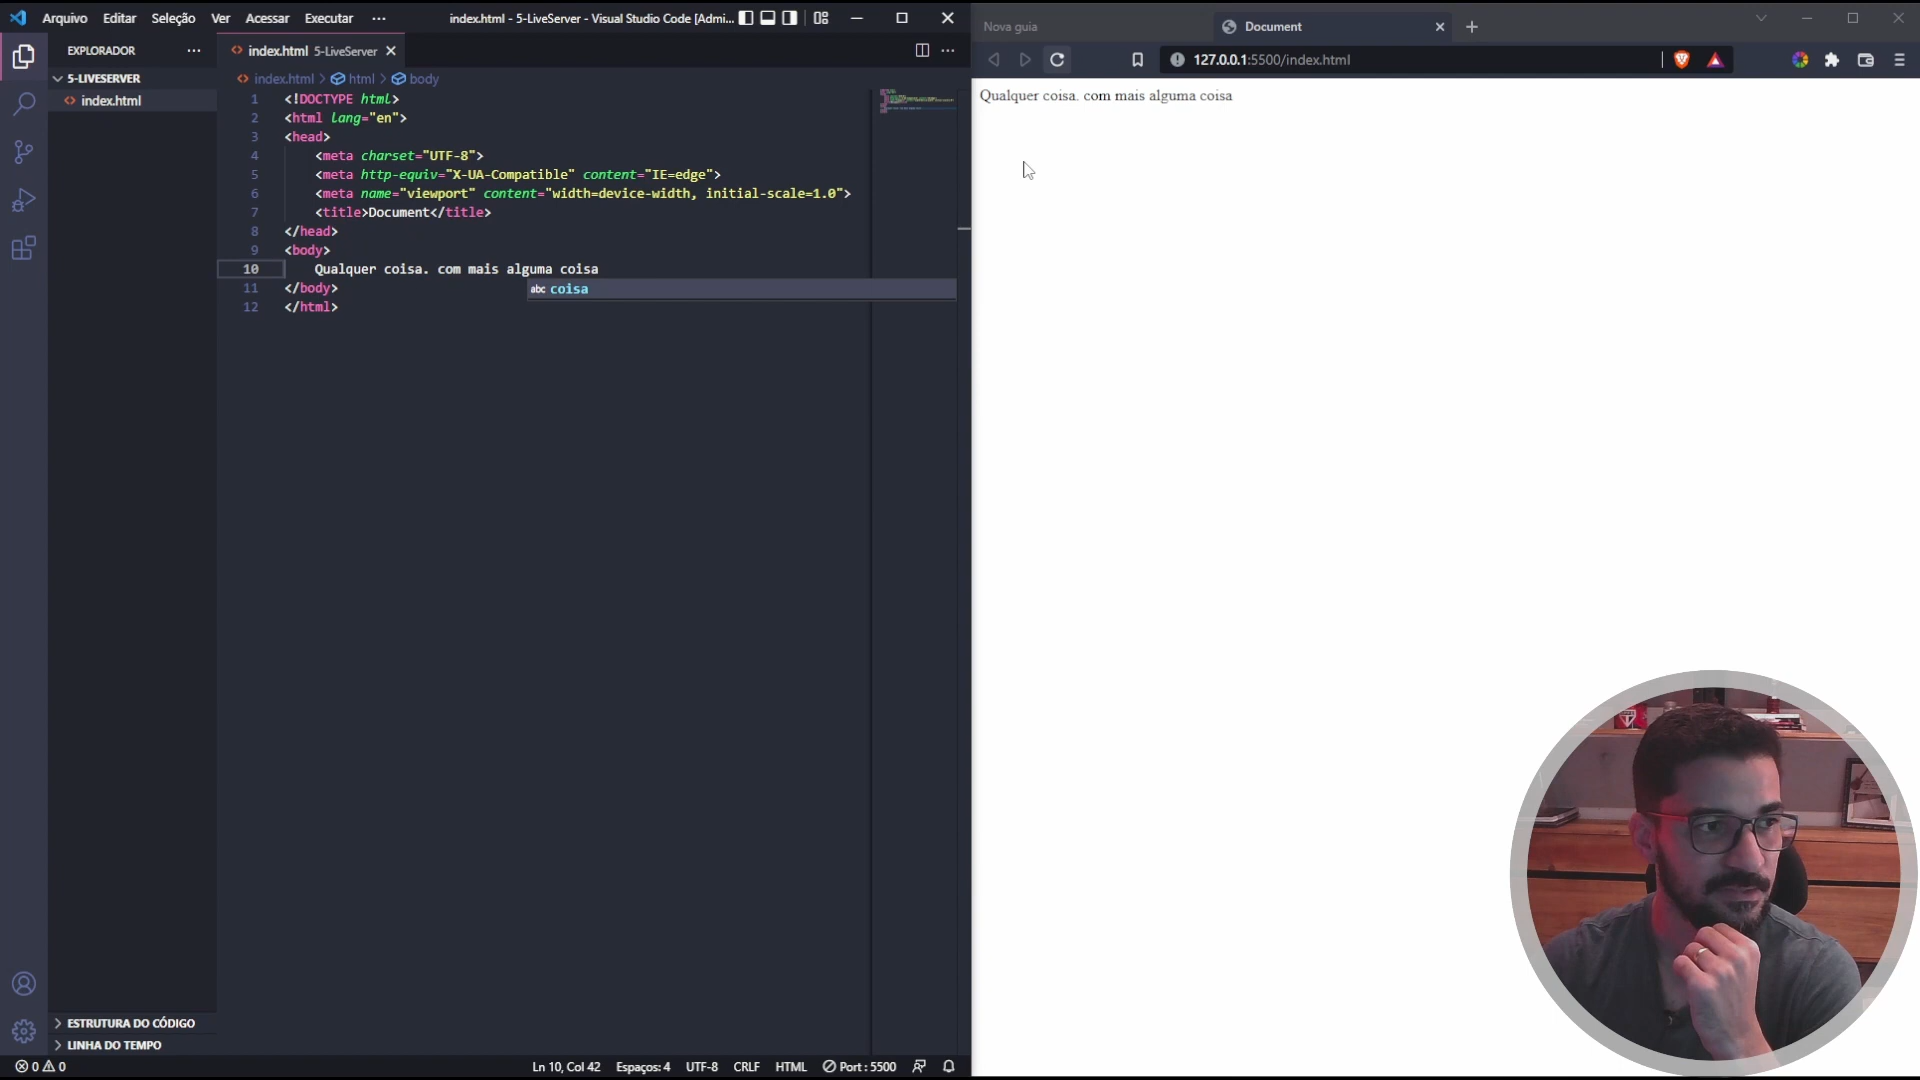 Arquivo Editar Seleção Ver Acessar Executar ··· index.html - 5-LiveServer - Visual Studio Code [Admi...
EXPLORADOR ···
index.html 5-LiveServer
5-LIVESERVER
index.html
index.html > html > body
1 <!DOCTYPE html>
2 <html lang="en">
3 <head>
4 <meta charset="UTF-8">
5 <meta http-equiv="X-UA-Compatible" content="IE=edge">
6 <meta name="viewport" content="width=device-width, initial-scale=1.0">
7 <title>Document</title>
8 </head>
9 <body>
10 Qualquer coisa. com mais alguma coisa
abc coisa
11 </body>
12 </html>
ESTRUTURA DO CÓDIGO
LINHA DO TEMPO
0 0 Ln 10, Col 42 Espaços: 4 UTF-8 CRLF HTML Port : 5500
Nova guia Document
127.0.0.1:5500/index.html
Qualquer coisa. com mais alguma coisa